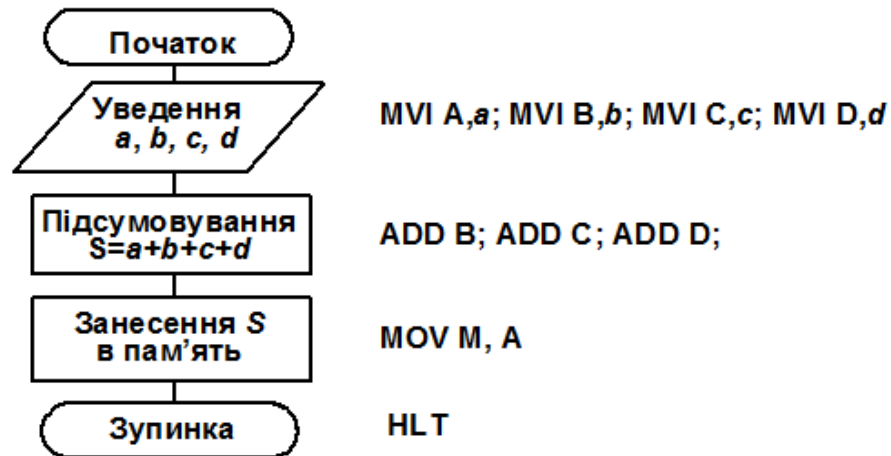 Початок
Уведення
a, b, c, d
MVI A,a; MVI B,b; MVI C,c; MVI D,d
Підсумовування
S=a+b+c+d
ADD B; ADD C; ADD D;
Занесення S
в пам’ять
MOV M, A
Зупинка
HLT